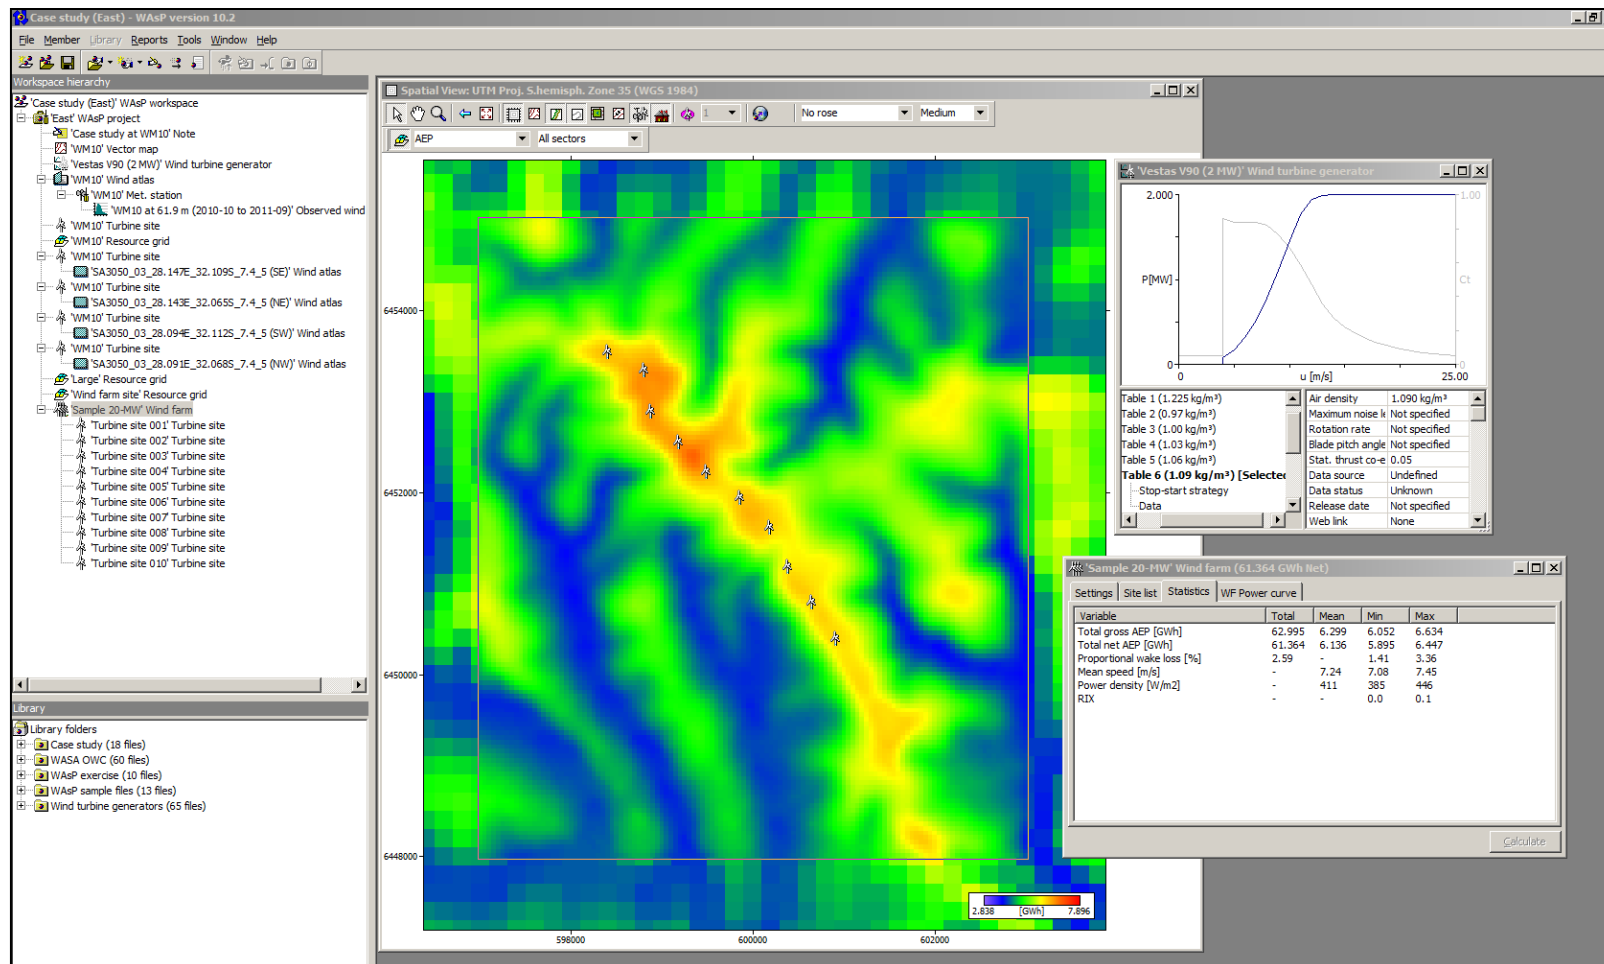 Case study (East) - WAsP version 10.2
File Member Library Reports Tools Window Help
Workspace hierarchy
'Case study (East)' WAsP workspace
'East' WAsP project
'Case study at WM10' Note
'WM10' Vector map
'Vestas V90 (2 MW)' Wind turbine generator
'WM10' Wind atlas
'WM10' Met. station
'WM10 at 61.9 m (2010-10 to 2011-09)' Observed wind
'WM10' Turbine site
'WM10' Resource grid
'WM10' Turbine site
'SA3050_03_28.147E_32.109S_7.4_5 (SE)' Wind atlas
'WM10' Turbine site
'SA3050_03_28.143E_32.065S_7.4_5 (NE)' Wind atlas
'WM10' Turbine site
'SA3050_03_28.094E_32.112S_7.4_5 (SW)' Wind atlas
'WM10' Turbine site
'SA3050_03_28.091E_32.068S_7.4_5 (NW)' Wind atlas
'Large' Resource grid
'Wind farm site' Resource grid
'Sample 20-MW' Wind farm
'Turbine site 001' Turbine site
'Turbine site 002' Turbine site
'Turbine site 003' Turbine site
'Turbine site 004' Turbine site
'Turbine site 005' Turbine site
'Turbine site 006' Turbine site
'Turbine site 007' Turbine site
'Turbine site 008' Turbine site
'Turbine site 009' Turbine site
'Turbine site 010' Turbine site
Library
Library folders
Case study (18 files)
WASA OWC (60 files)
WAsP exercise (10 files)
WAsP sample files (13 files)
Wind turbine generators (65 files)
Spatial View: UTM Proj. S.hemisph. Zone 35 (WGS 1984)
1 No rose Medium
AEP All sectors
6454000
6452000
6450000
6448000
598000 600000 602000
2.838 [GWh] 7.896
'Vestas V90 (2 MW)' Wind turbine generator
2.000 1.00
P[MW] Ct
0 0
0 u [m/s] 25.00
Table 1 (1.225 kg/m³)
Table 2 (0.97 kg/m³)
Table 3 (1.00 kg/m³)
Table 4 (1.03 kg/m³)
Table 5 (1.06 kg/m³)
Table 6 (1.09 kg/m³) [Selected
Stop-start strategy
Data
Air density 1.090 kg/m³
Maximum noise le Not specified
Rotation rate Not specified
Blade pitch angle Not specified
Stat. thrust co-e 0.05
Data source Undefined
Data status Unknown
Release date Not specified
Web link None
'Sample 20-MW' Wind farm (61.364 GWh Net)
Settings Site list Statistics WF Power curve
Variable Total Mean Min Max
Total gross AEP [GWh] 62.995 6.299 6.052 6.634
Total net AEP [GWh] 61.364 6.136 5.895 6.447
Proportional wake loss [%] 2.59 - 1.41 3.36
Mean speed [m/s] - 7.24 7.08 7.45
Power density [W/m2] - 411 385 446
RIX - - 0.0 0.1
Calculate